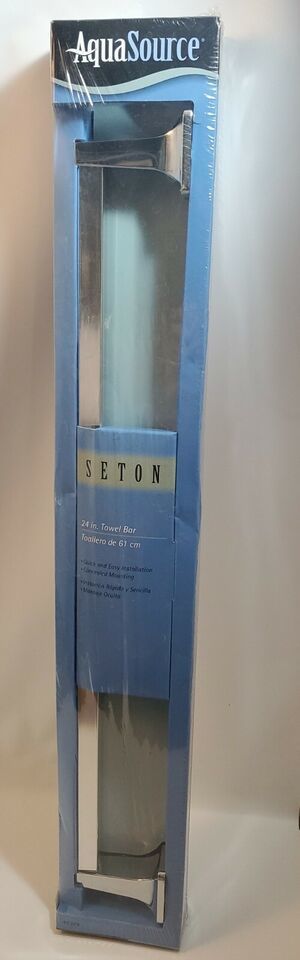 AquaSource®
SETON
24 in. Towel Bar
Toallero de 61 cm
•Quick and Easy Installation
•Concealed Mounting
•Instalación Rápida y Sencilla
•Montaje Oculto